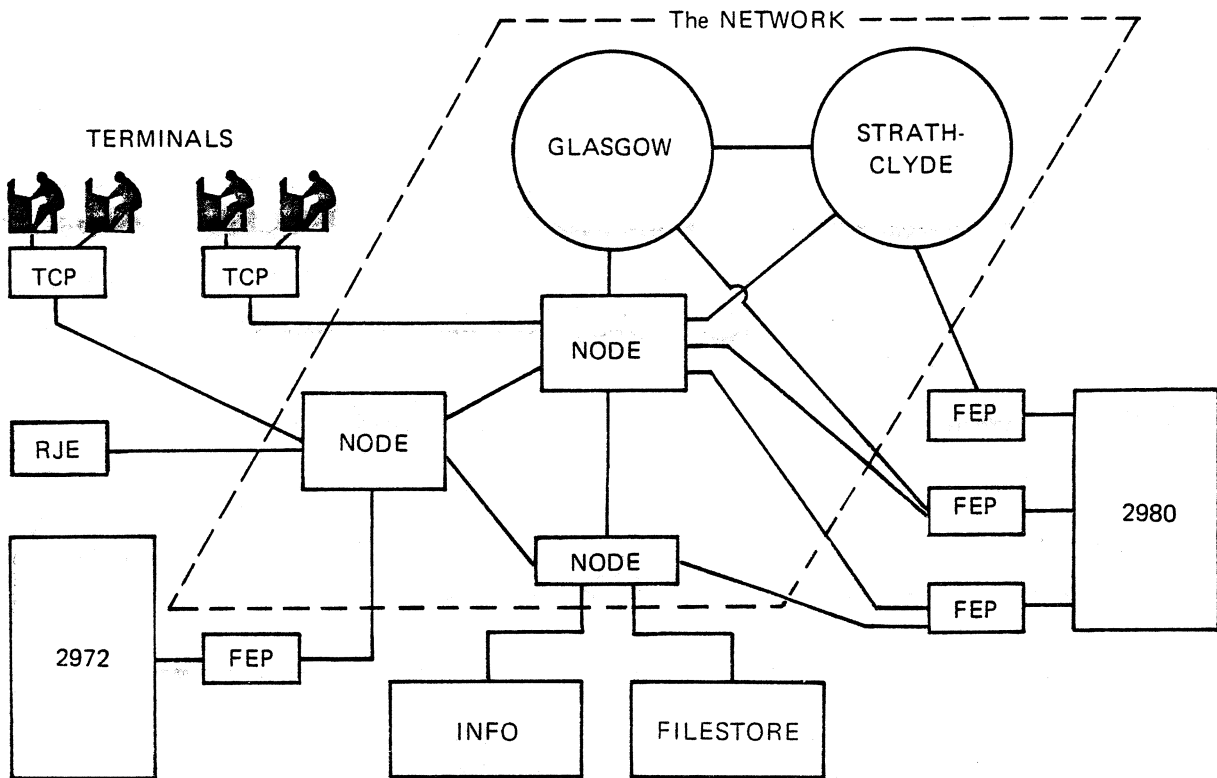 The NETWORK
TERMINALS
GLASGOW
STRATH-
CLYDE
TCP
TCP
NODE
FEP
RJE
NODE
FEP
2980
NODE
FEP
2972
FEP
INFO
FILESTORE